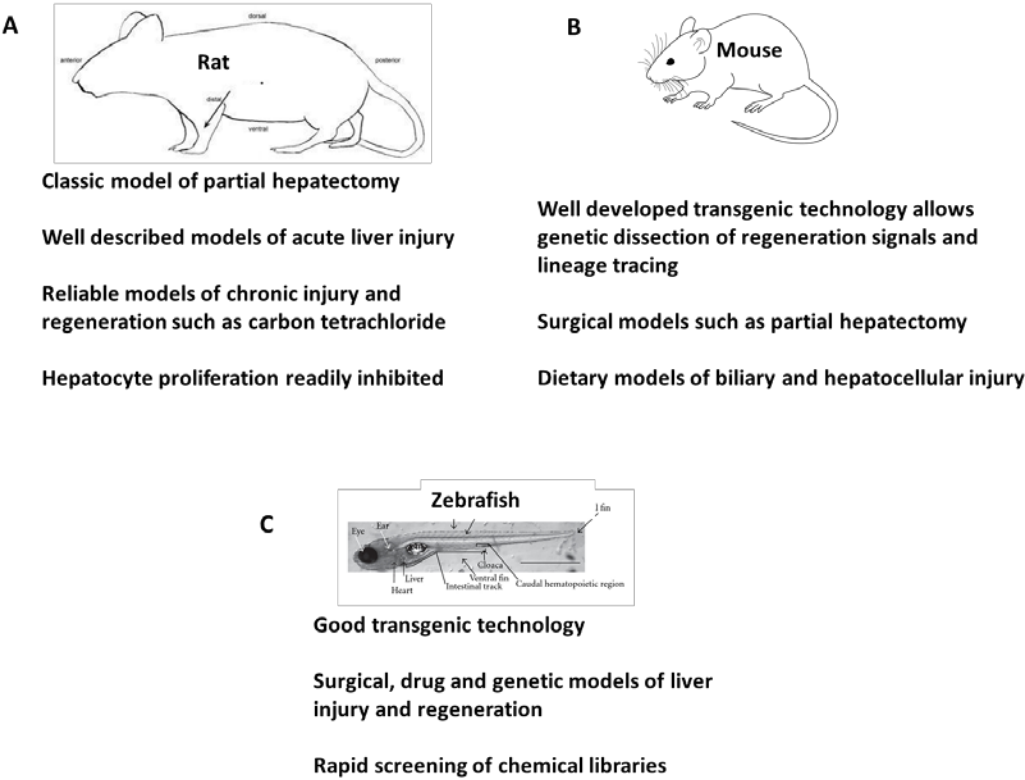 A
dorsal
anterior
Rat
posterior
distal
ventral
Classic model of partial hepatectomy
Well described models of acute liver injury
Reliable models of chronic injury and
regeneration such as carbon tetrachloride
Hepatocyte proliferation readily inhibited
B
Mouse
Well developed transgenic technology allows
genetic dissection of regeneration signals and
lineage tracing
Surgical models such as partial hepatectomy
Dietary models of biliary and hepatocellular injury
C
Zebrafish
fin
Eye
Ear
Cloaca
Liver
Ventral fin
Heart
Intestinal track
Caudal hematopoietic region
Good transgenic technology
Surgical, drug and genetic models of liver
injury and regeneration
Rapid screening of chemical libraries